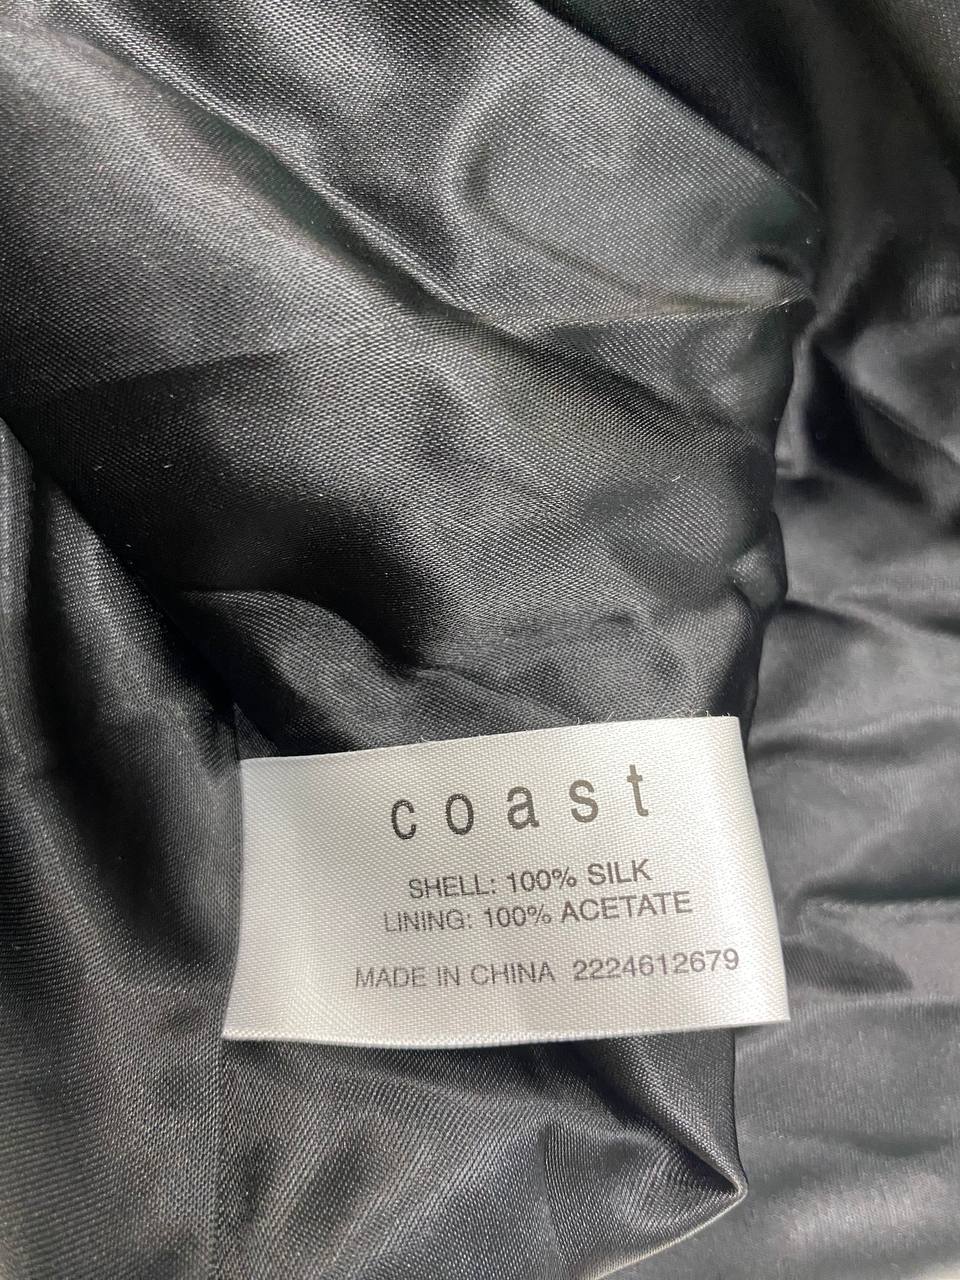 coast
SHELL: 100% SILK
LINING: 100% ACETATE
MADE IN CHINA 2224612679